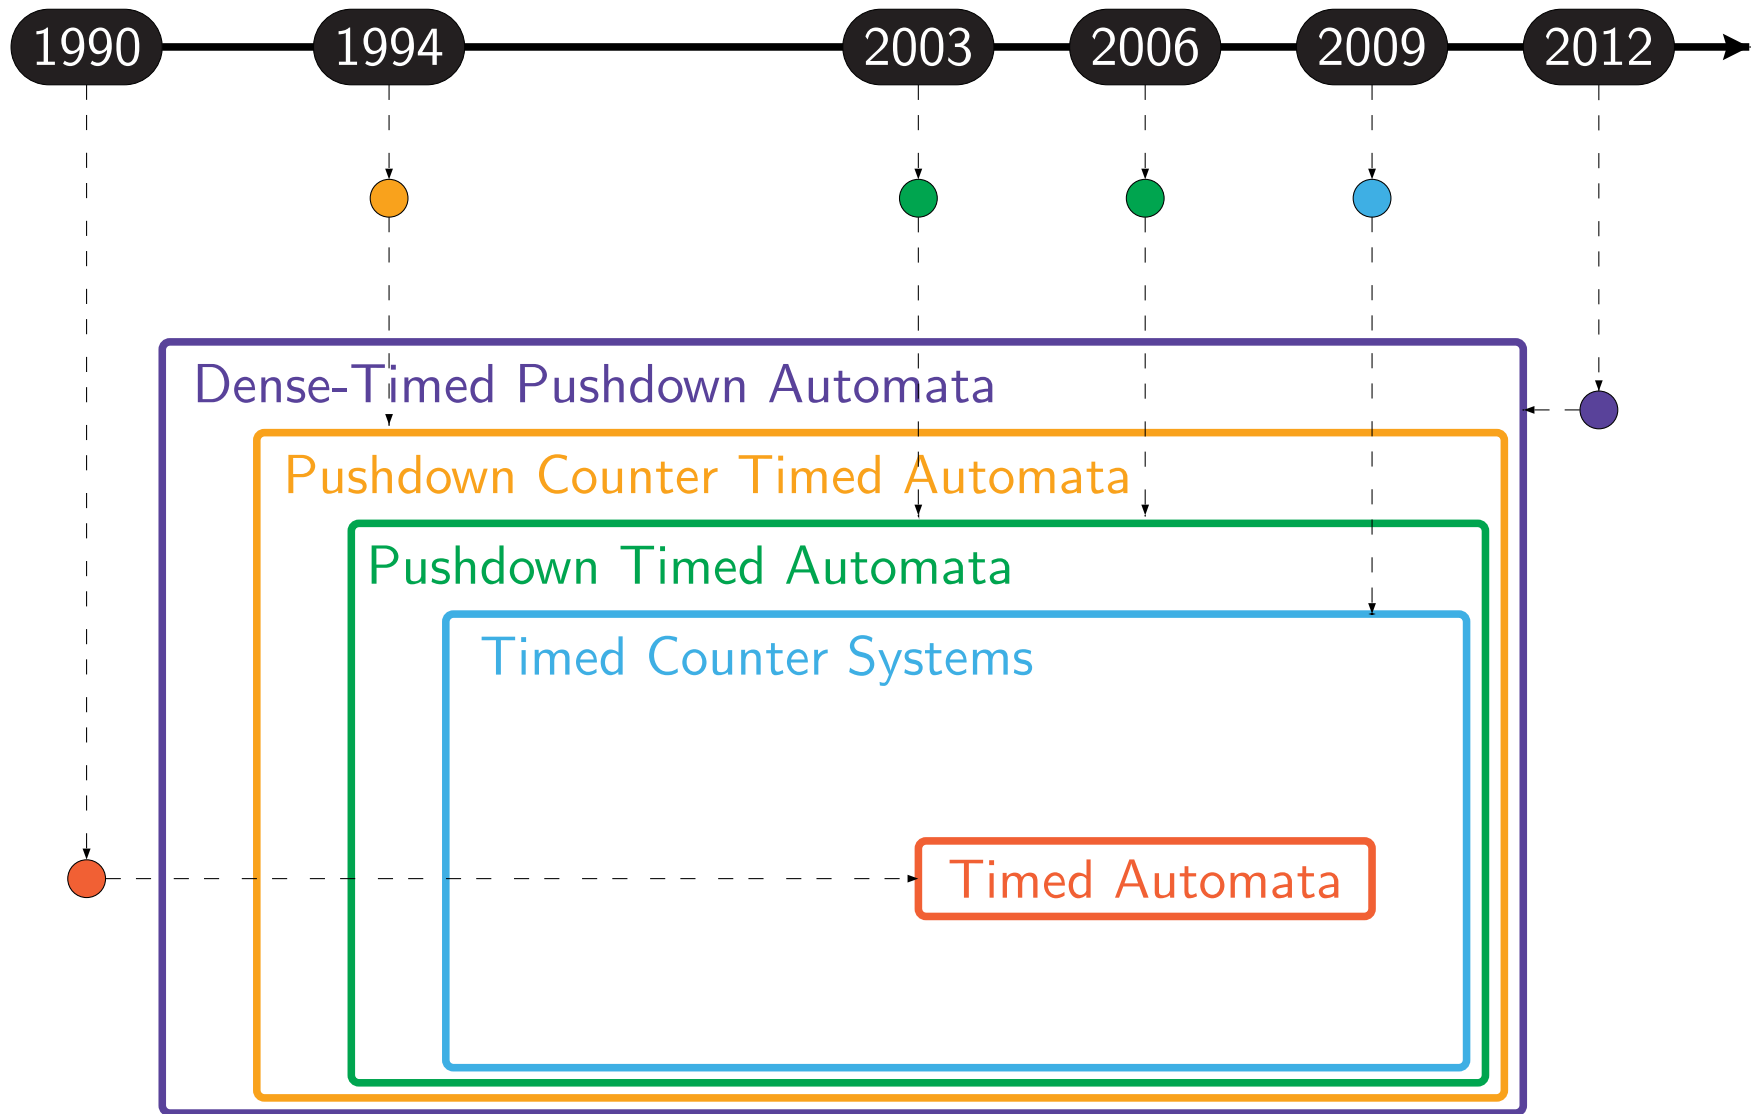 1990 1994 2003 2006 2009 2012
Dense-Timed Pushdown Automata
Pushdown Counter Timed Automata
Pushdown Timed Automata
Timed Counter Systems
Timed Automata